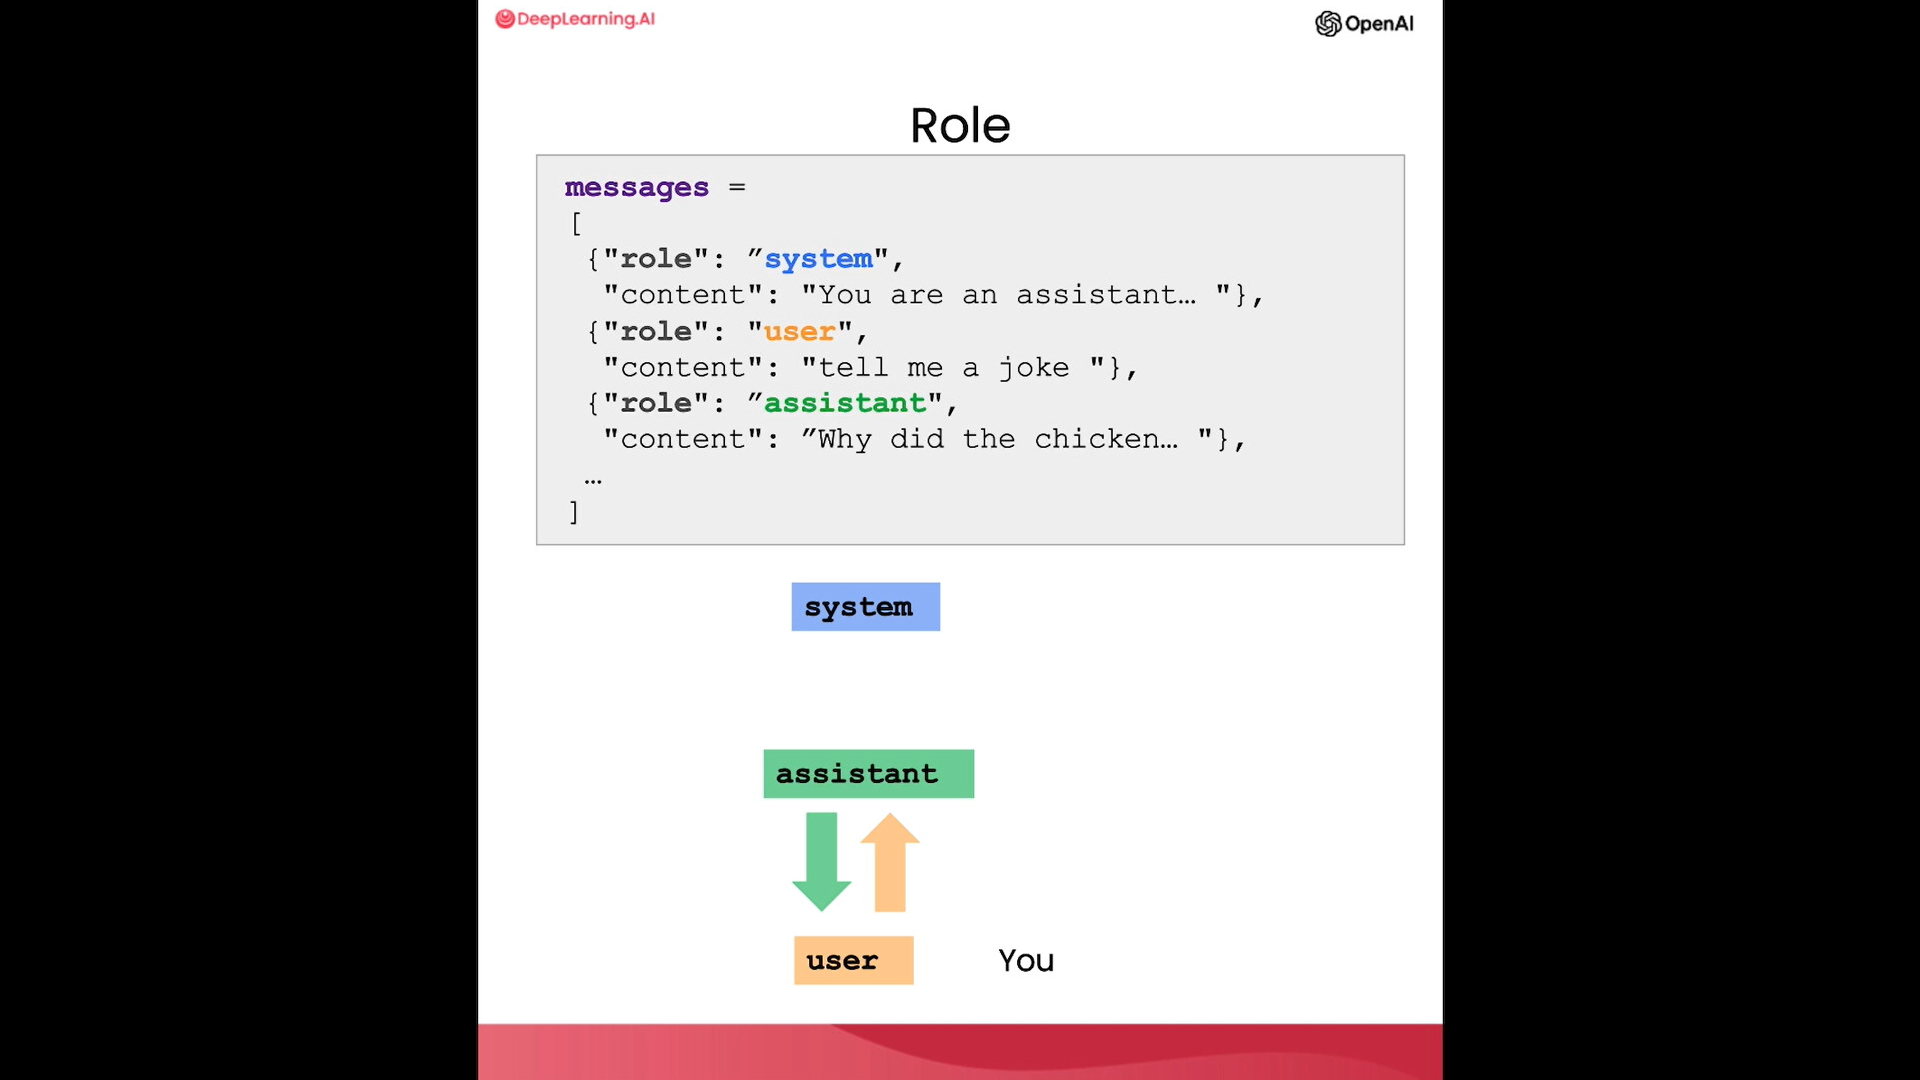 DeepLearning.AI
OpenAI
Role
messages =
[
{"role": ”system",
"content": "You are an assistant… "},
{"role": "user",
"content": "tell me a joke "},
{"role": ”assistant",
"content": ”Why did the chicken… "},
…
]
system
assistant
user
You